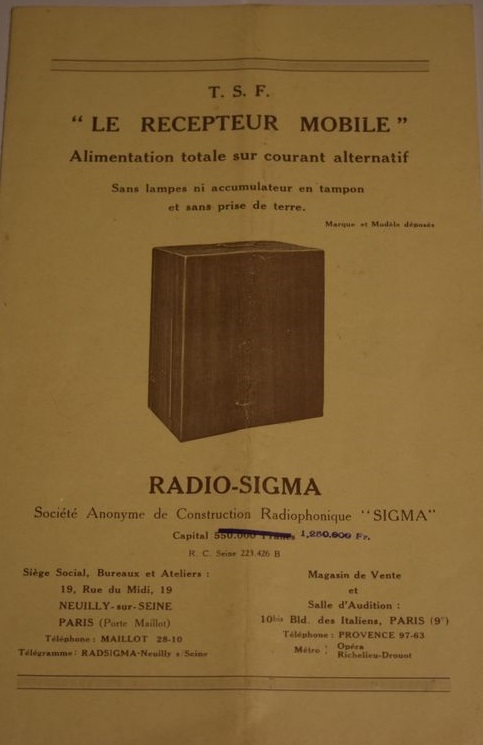 T. S. F.
“LE RECEPTEUR MOBILE”
Alimentation totale sur courant alternatif
Sans lampes ni accumulateur en tampon
et sans prise de terre.
Marque et Modèle déposés
RADIO-SIGMA
Société Anonyme de Construction Radiophonique “SIGMA”
Capital 550.000 Francs 1,250.000 Fr.
R. C. Seine 223.426 B
Siège Social, Bureaux et Ateliers :
19, Rue du Midi, 19
NEUILLY-sur-SEINE
PARIS (Porte Maillot)
Téléphone : MAILLOT 28-10
Télégramme : RADSIGMA-Neuilly s/Seine
Magasin de Vente
et
Salle d'Audition :
10bis Bld. des Italiens, PARIS (9e)
Téléphone : PROVENCE 97-63
Métro : Opéra
Richelieu-Drouot